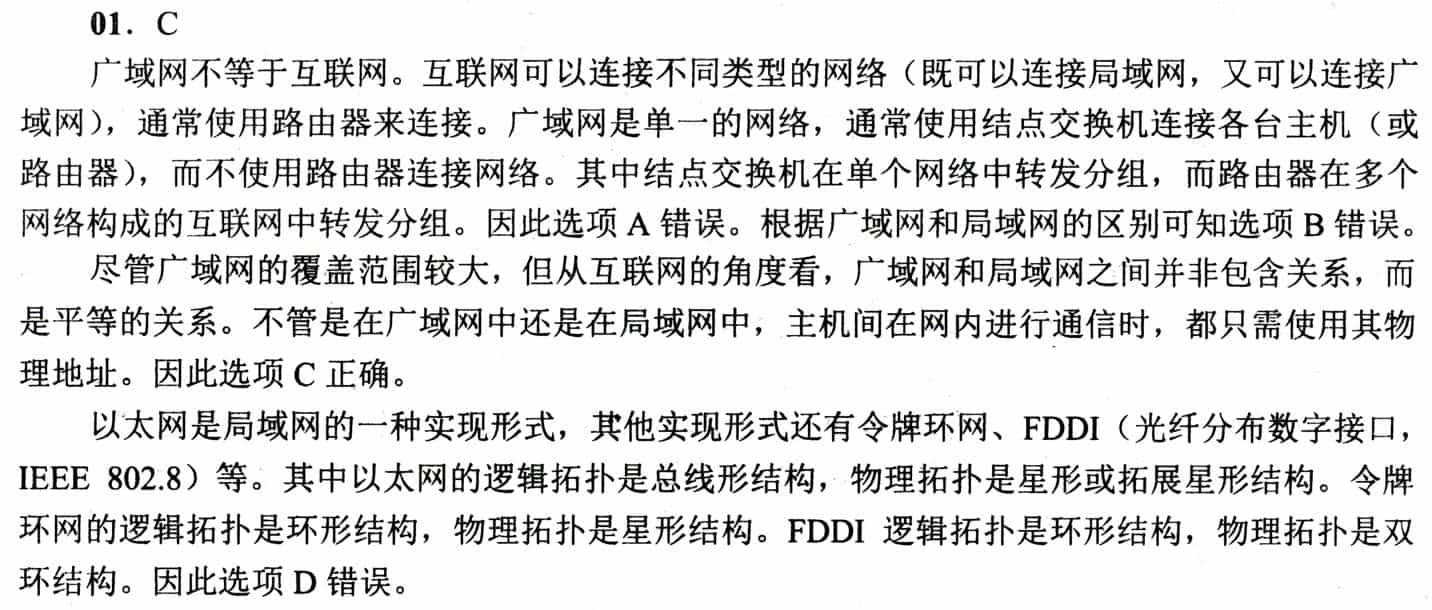 01．C
广域网不等于互联网。互联网可以连接不同类型的网络（既可以连接局域网，又可以连接广
域网），通常使用路由器来连接。广域网是单一的网络，通常使用结点交换机连接各台主机（或
路由器），而不使用路由器连接网络。其中结点交换机在单个网络中转发分组，而路由器在多个
网络构成的互联网中转发分组。因此选项 A 错误。根据广域网和局域网的区别可知选项 B 错误。
尽管广域网的覆盖范围较大，但从互联网的角度看，广域网和局域网之间并非包含关系，而
是平等的关系。不管是在广域网中还是在局域网中，主机间在网内进行通信时，都只需使用其物
理地址。因此选项 C 正确。
以太网是局域网的一种实现形式，其他实现形式还有令牌环网、FDDI（光纤分布数字接口，
IEEE 802.8）等。其中以太网的逻辑拓扑是总线形结构，物理拓扑是星形或拓展星形结构。令牌
环网的逻辑拓扑是环形结构，物理拓扑是星形结构。FDDI 逻辑拓扑是环形结构，物理拓扑是双
环结构。因此选项 D 错误。